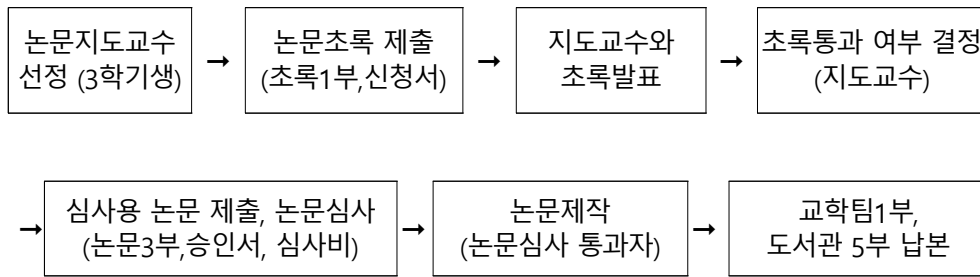 논문지도교수
선정 (3학기생)
→
논문초록 제출
(초록1부,신청서)
→
지도교수와
초록발표
→
초록통과 여부 결정
(지도교수)
→
심사용 논문 제출, 논문심사
(논문3부,승인서, 심사비)
→
논문제작
(논문심사 통과자)
→
교학팀1부,
도서관 5부 납본